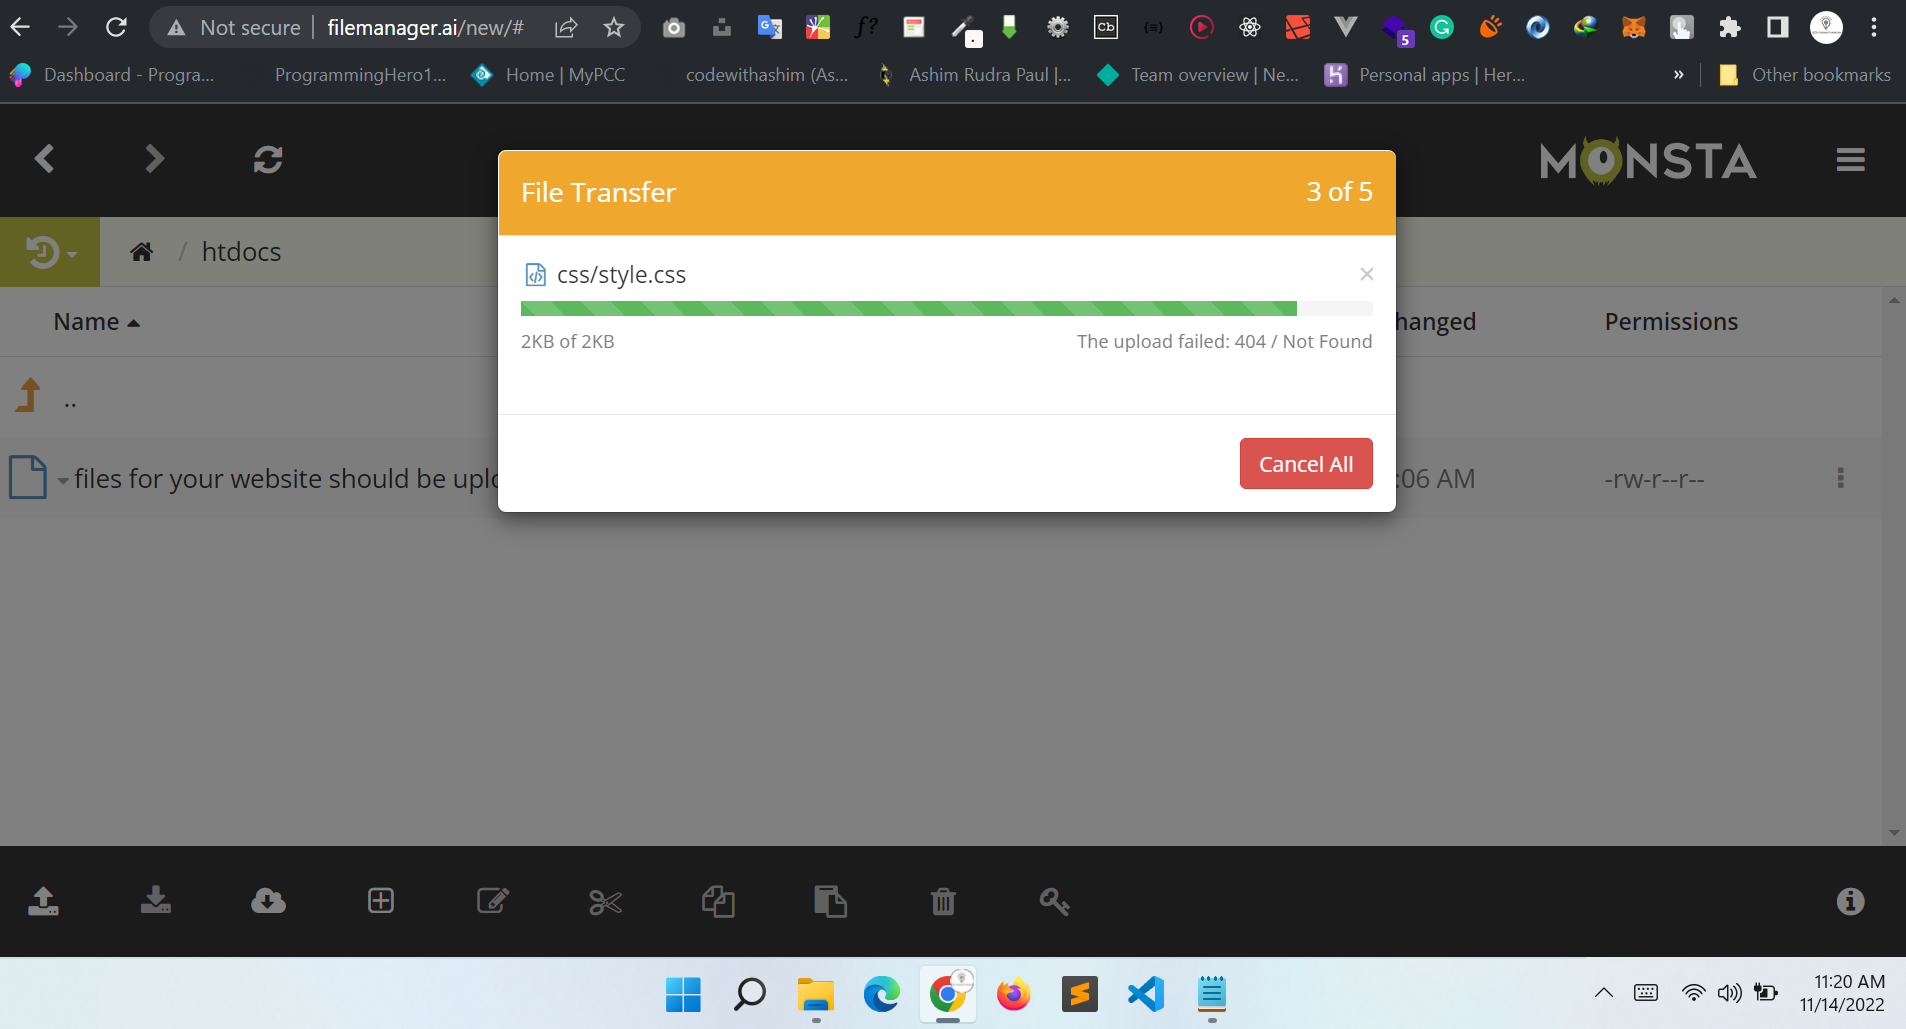 Not secure filemanager.ai/new/#
f?
Cb
5
Dashboard - Progra...
ProgrammingHero1...
Home | MyPCC
codewithashim (As...
Ashim Rudra Paul |...
Team overview | Ne...
Personal apps | Her...
»
Other bookmarks
MONSTA
File Transfer
3 of 5
/ htdocs
css/style.css
×
2KB of 2KB
The upload failed: 404 / Not Found
Cancel All
Name
hanged
Permissions
..
files for your website should be uplo
:06 AM
-rw-r--r--
11:20 AM
11/14/2022